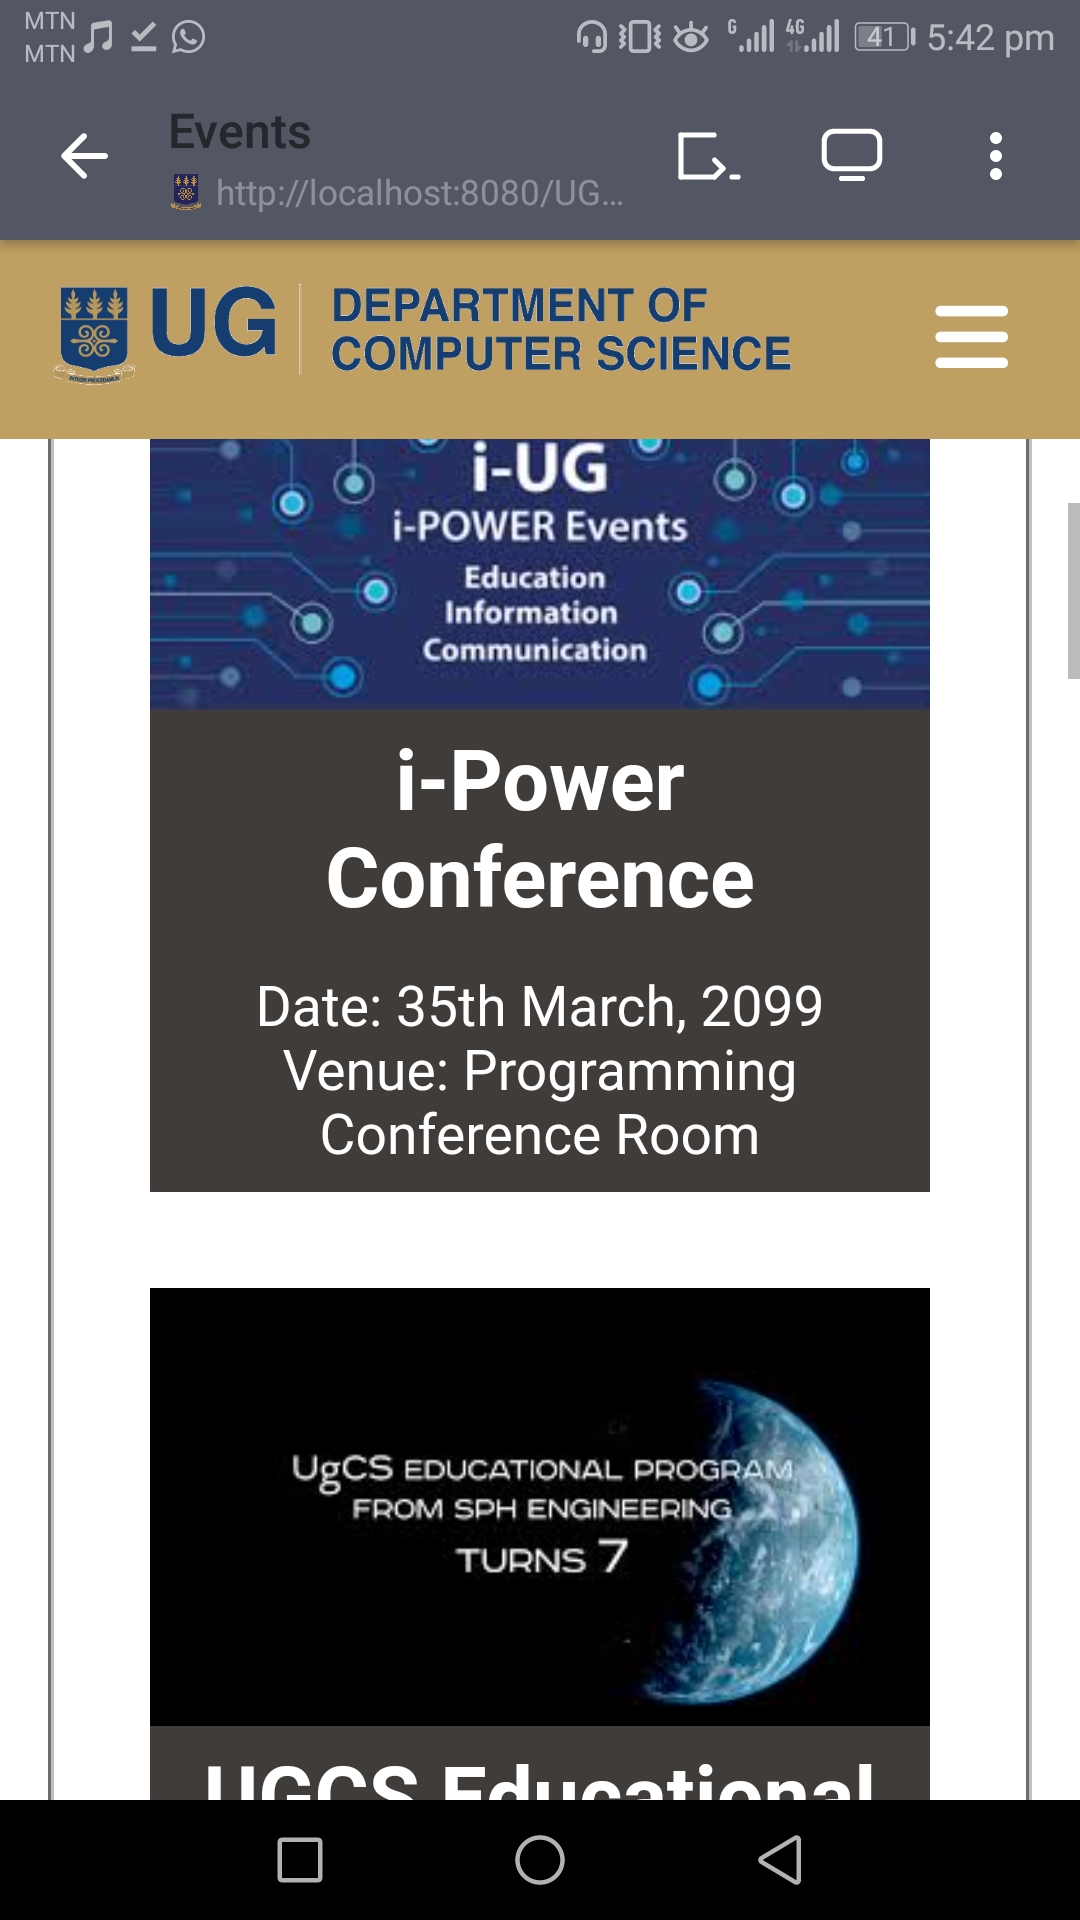 MTN
MTN
G
4G
41
5:42 pm
Events
http://localhost:8080/UG...
UG
DEPARTMENT OF
COMPUTER SCIENCE
i-UG
i-POWER Events
Education
Information
Communication
i-Power
Conference
Date: 35th March, 2099
Venue: Programming
Conference Room
UgCS EDUCATIONAL PROGRAM
FROM SPH ENGINEERING
TURNS 7
UGCS Educational